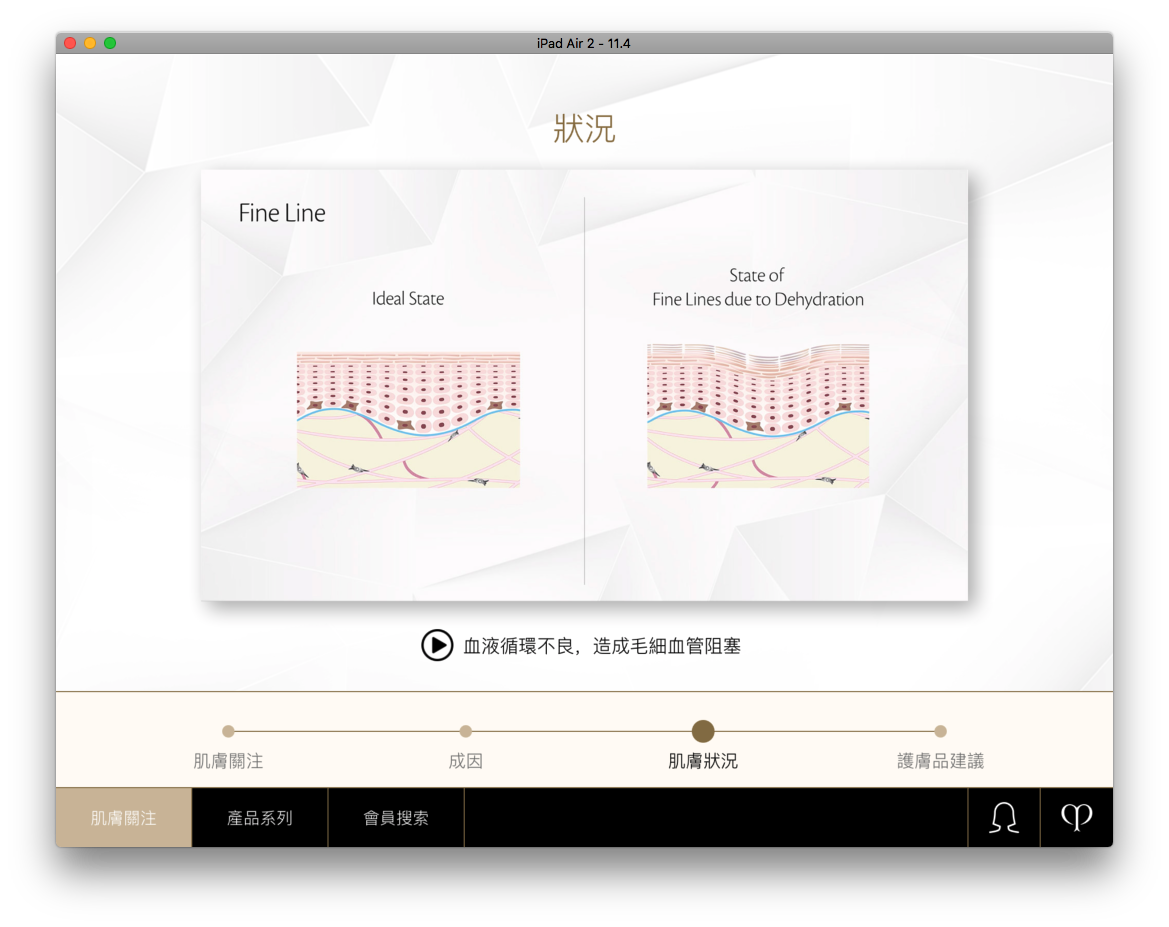 iPad Air 2 - 11.4
狀況
Fine Line
Ideal State
State of
Fine Lines due to Dehydration
血液循環不良，造成毛細血管阻塞
肌膚關注
成因
肌膚狀況
護膚品建議
肌膚關注
產品系列
會員搜索